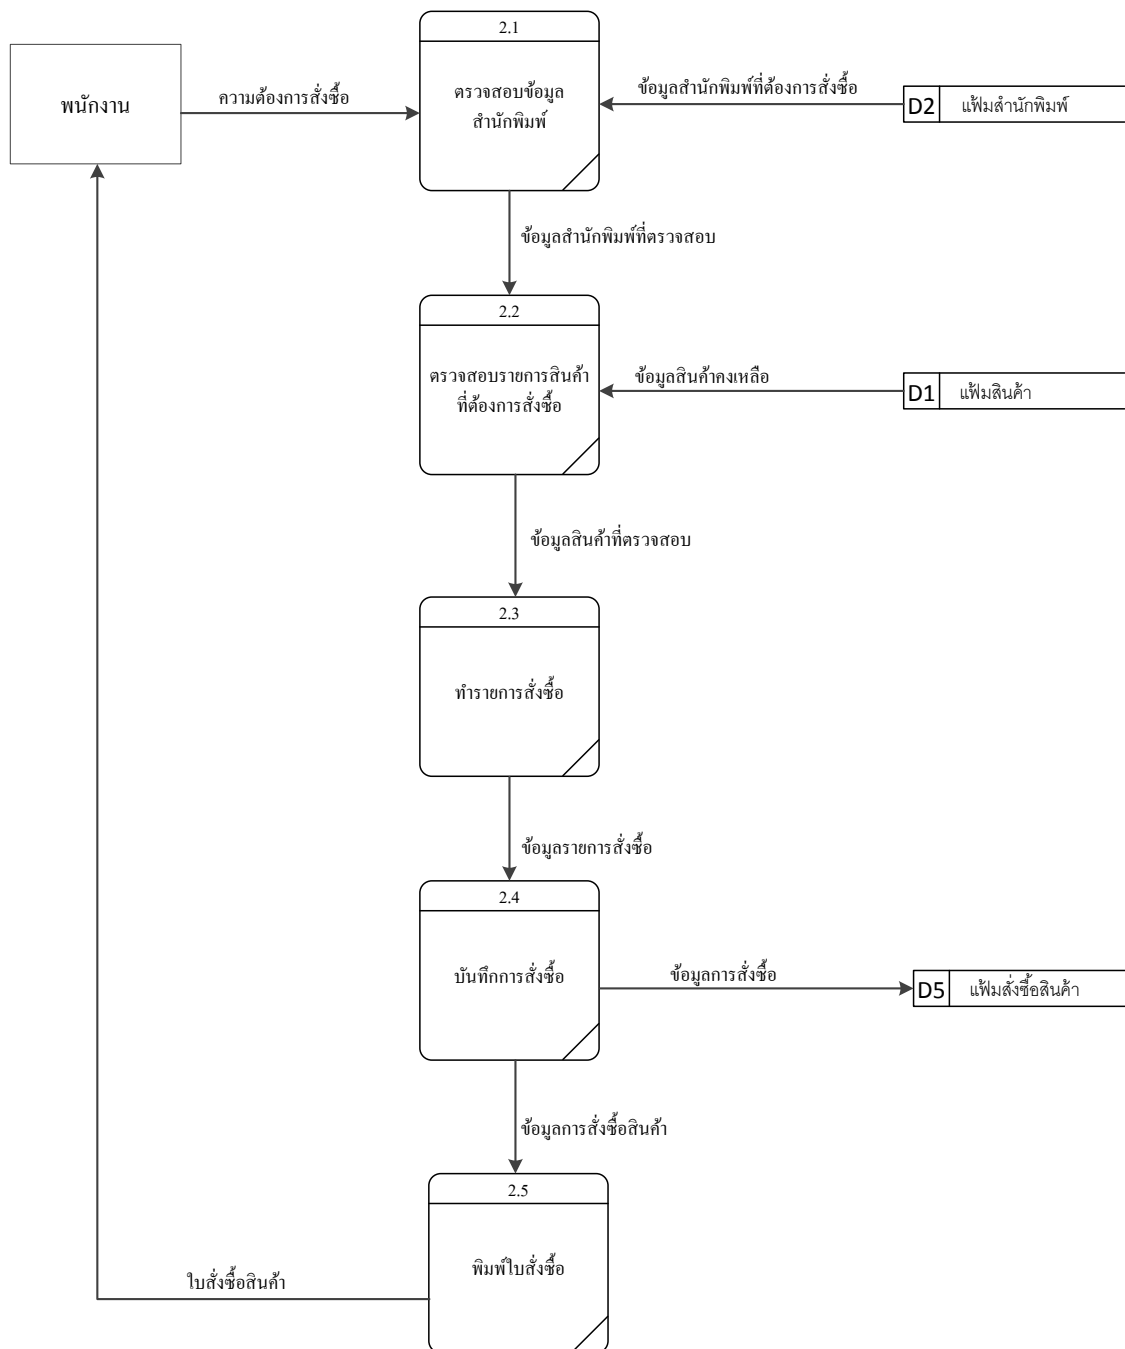 2.1
พนักงาน
ความต้องการสั่งซื้อ
ตรวจสอบข้อมูล
สำนักพิมพ์
ข้อมูลสำนักพิมพ์ที่ต้องการสั่งซื้อ
D2
แฟ้มสำนักพิมพ์
ข้อมูลสำนักพิมพ์ที่ตรวจสอบ
2.2
ตรวจสอบรายการสินค้า
ที่ต้องการสั่งซื้อ
ข้อมูลสินค้าคงเหลือ
D1
แฟ้มสินค้า
ข้อมูลสินค้าที่ตรวจสอบ
2.3
ทำรายการสั่งซื้อ
ข้อมูลรายการสั่งซื้อ
2.4
บันทึกการสั่งซื้อ
ข้อมูลการสั่งซื้อ
D5
แฟ้มสั่งซื้อสินค้า
ข้อมูลการสั่งซื้อสินค้า
2.5
พิมพ์ใบสั่งซื้อ
ใบสั่งซื้อสินค้า